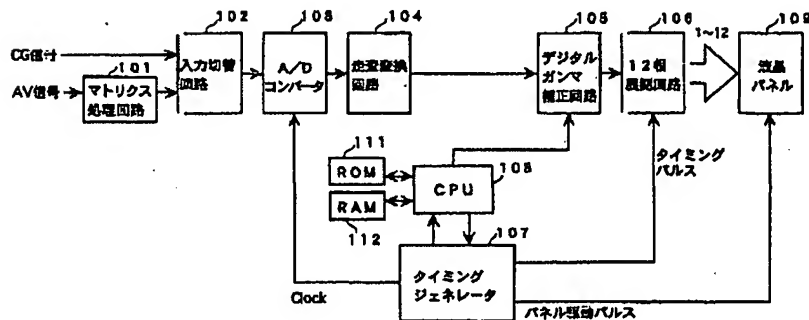 102
103
104
105
106
1~12
109
CG信号
101
AV信号
マトリクス
処理回路
入力切替
回路
A/D
コンバータ
走査変換
回路
デジタル
ガンマ
補正回路
12相
展開回路
液晶
パネル
111
ROM
RAM
112
CPU
108
タイミング
パルス
107
タイミング
ジェネレータ
Clock
パネル駆動パルス